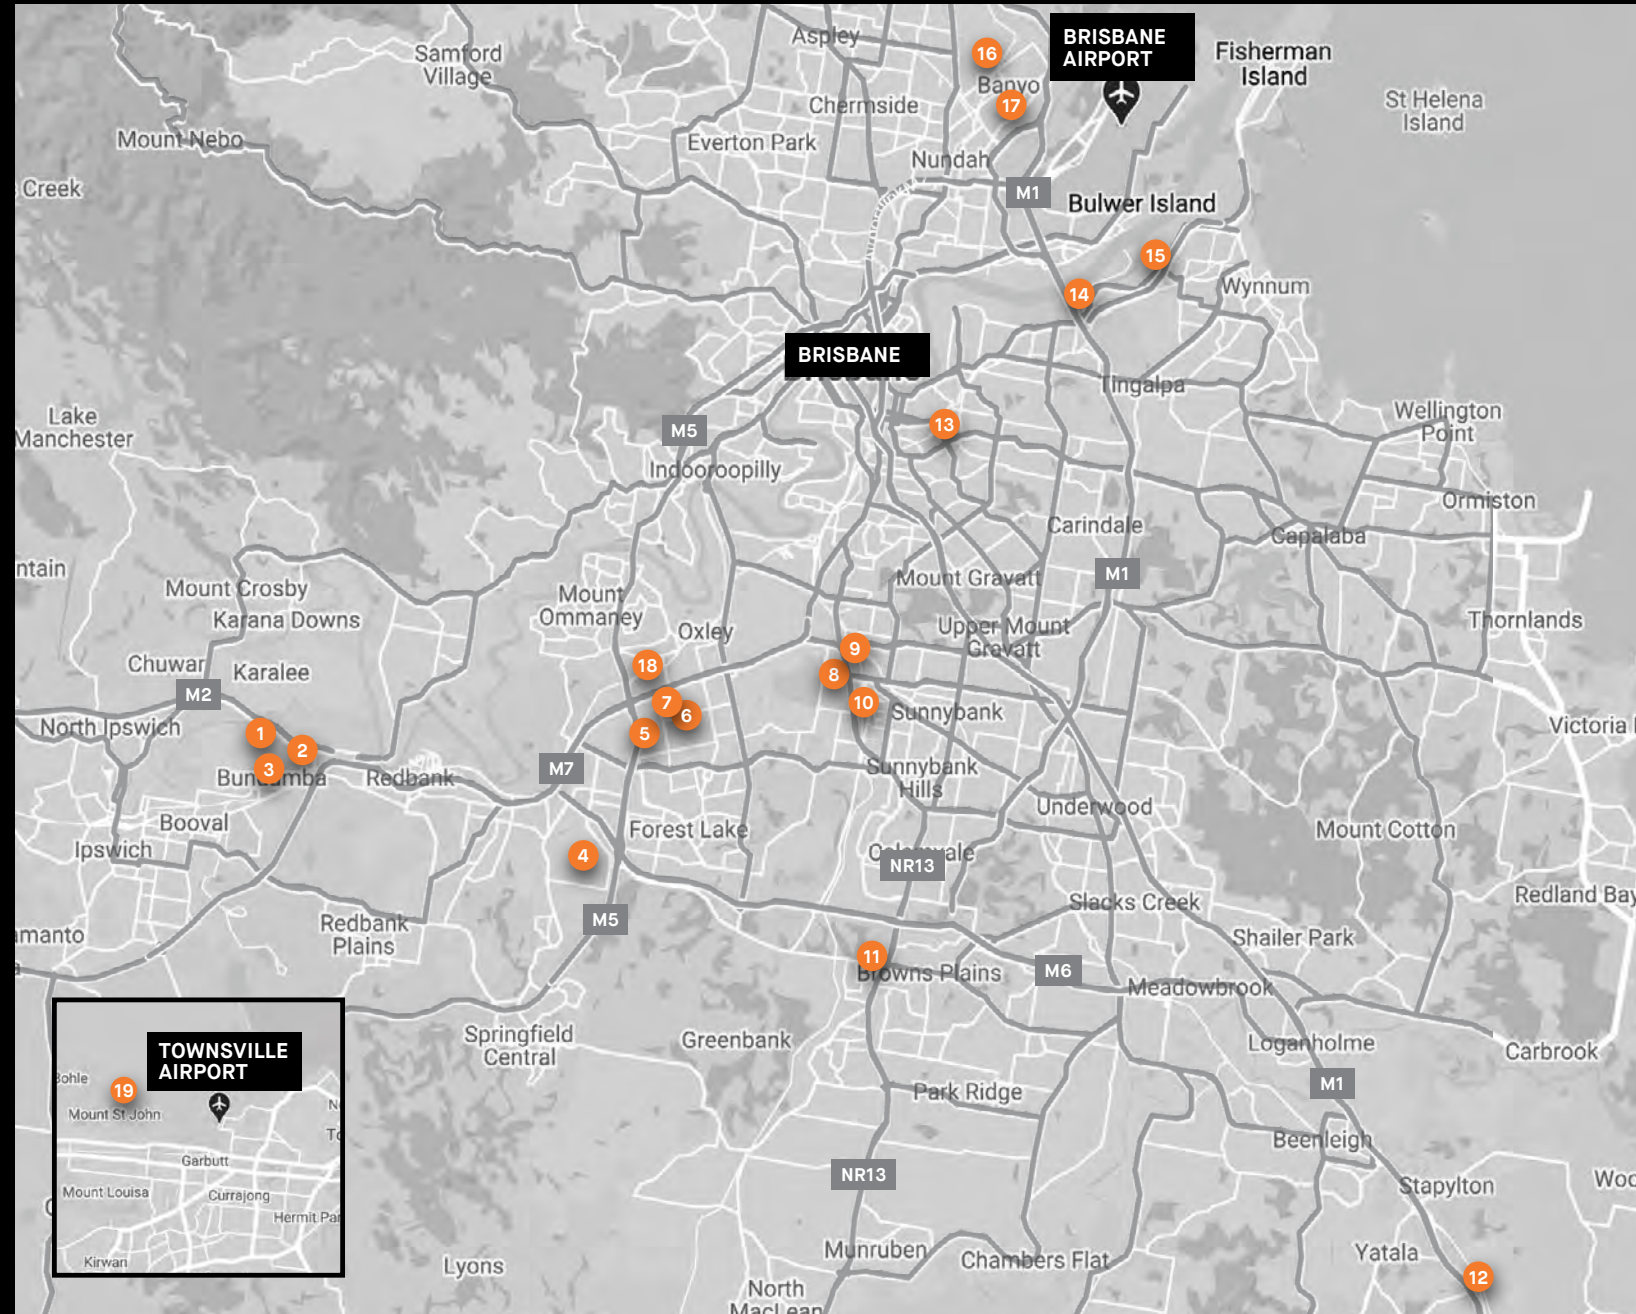 Samford
Village
Aspley
16
BRISBANE
AIRPORT
Fisherman
Island
Banyo
17
Chermside
St Helena
Island
Mount Nebo
Everton Park
Nundah
Creek
M1
Bulwer Island
15
14
Wynnum
BRISBANE
Tingalpa
Lake
Manchester
M5
13
Wellington
Point
Indooroopilly
Ormiston
Carindale
Capalaba
ntain
Mount Crosby
Mount
Ommaney
Mount Gravatt
M1
Karana Downs
Oxley
Upper Mount
Gravatt
Thornlands
Chuwar
Karalee
18
9
8
M2
7
6
10
Sunnybank
North Ipswich
1
2
3
5
Victoria
Bundamba
Redbank
M7
Sunnybank
Hills
Underwood
Booval
Forest Lake
Mount Cotton
Ipswich
4
NR13
Redland Bay
Redbank
Plains
M5
Slacks Creek
amanto
Shailer Park
11
Browns Plains
M6
Meadowbrook
Springfield
Central
Greenbank
Loganholme
Carbrook
TOWNSVILLE
AIRPORT
Bohle
19
Mount St John
Park Ridge
M1
Garbutt
Beenleigh
Mount Louisa
Currajong
NR13
Stapylton
Woo
Hermit Par
Kirwan
Lyons
Munruben
Chambers Flat
Yatala
12
North
MacLean